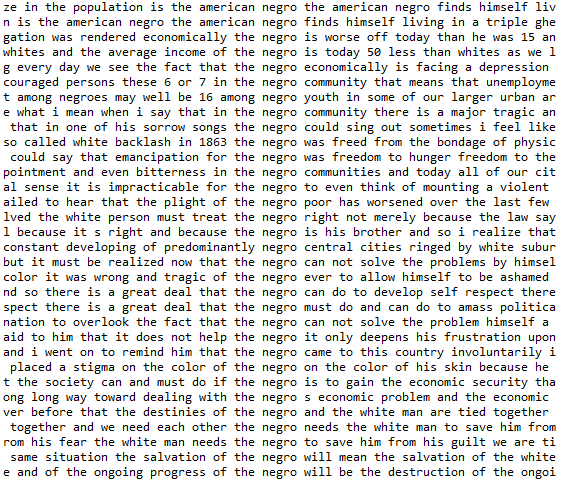 ze in the population is the american negro the american negro finds himself liv
n is the american negro the american negro finds himself living in a triple ghe
gation was rendered economically the negro is worse off today than he was 15 an
whites and the average income of the negro is today 50 less than whites as we l
g every day we see the fact that the negro economically is facing a depression
couraged persons these 6 or 7 in the negro community that means that unemployme
t among negroes may well be 16 among negro youth in some of our larger urban ar
e what i mean when i say that in the negro community there is a major tragic an
that in one of his sorrow songs the negro could sing out sometimes i feel like
so called white backlash in 1863 the negro was freed from the bondage of physic
could say that emancipation for the negro was freedom to hunger freedom to the
pointment and even bitterness in the negro communities and today all of our cit
al sense it is impracticable for the negro to even think of mounting a violent
ailed to hear that the plight of the negro poor has worsened over the last few
lved the white person must treat the negro right not merely because the law say
l because it s right and because the negro is his brother and so i realize that
constant developing of predominantly negro central cities ringed by white subur
but it must be realized now that the negro can not solve the problems by himsel
color it was wrong and tragic of the negro ever to allow himself to be ashamed
nd so there is a great deal that the negro can do to develop self respect there
spect there is a great deal that the negro must do and can do to amass politica
nation to overlook the fact that the negro can not solve the problem himself a
aid to him that it does not help the negro it only deepens his frustration upon
and i went on to remind him that the negro came to this country involuntarily i
placed a stigma on the color of the negro on the color of his skin because he
t the society can and must do if the negro is to gain the economic security tha
ong long way toward dealing with the negro s economic problem and the economic
ver before that the destinies of the negro and the white man are tied together
together and we need each other the negro needs the white man to save him from
rom his fear the white man needs the negro to save him from his guilt we are ti
same situation the salvation of the negro will mean the salvation of the white
e and of the ongoing progress of the negro will be the destruction of the ongoi